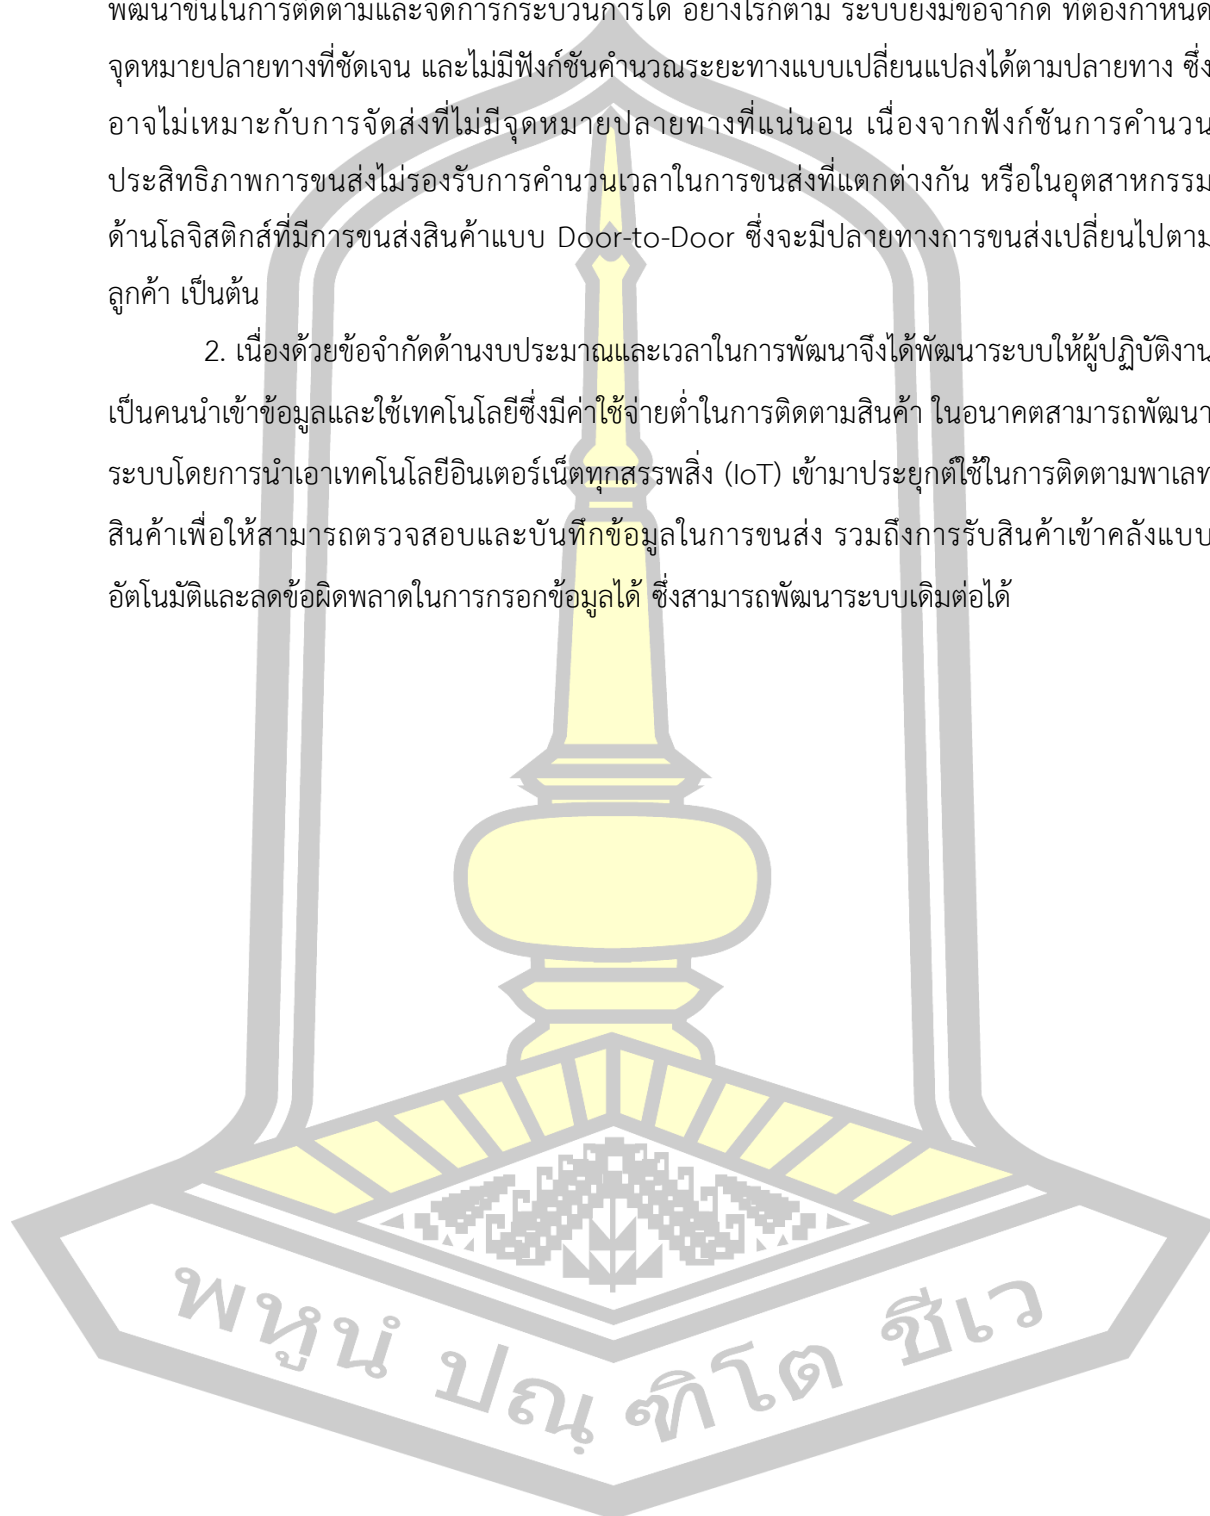 พัฒนาขึ้นในการติดตามและจัดการกระบวนการได้ อย่างไรก็ตาม ระบบยังมีข้อจำกัด ที่ต้องกำหนด
จุดหมายปลายทางที่ชัดเจน และไม่มีฟังก์ชันคำนวณระยะทางแบบเปลี่ยนแปลงได้ตามปลายทาง ซึ่ง
อาจไม่เหมาะกับการจัดส่งที่ไม่มีจุดหมายปลายทางที่แน่นอน เนื่องจากฟังก์ชันการคำนวน
ประสิทธิภาพการขนส่งไม่รองรับการคำนวนเวลาในการขนส่งที่แตกต่างกัน หรือในอุตสาหกรรม
ด้านโลจิสติกส์ที่มีการขนส่งสินค้าแบบ Door-to-Door ซึ่งจะมีปลายทางการขนส่งเปลี่ยนไปตาม
ลูกค้า เป็นต้น
2. เนื่องด้วยข้อจำกัดด้านงบประมาณและเวลาในการพัฒนาจึงได้พัฒนาระบบให้ผู้ปฏิบัติงาน
เป็นคนนำเข้าข้อมูลและใช้เทคโนโลยีซึ่งมีค่าใช้จ่ายต่ำในการติดตามสินค้า ในอนาคตสามารถพัฒนา
ระบบโดยการนำเอาเทคโนโลยีอินเตอร์เน็ตทุกสรรพสิ่ง (IoT) เข้ามาประยุกต์ใช้ในการติดตามพาเลท
สินค้าเพื่อให้สามารถตรวจสอบและบันทึกข้อมูลในการขนส่ง รวมถึงการรับสินค้าเข้าคลังแบบ
อัตโนมัติและลดข้อผิดพลาดในการกรอกข้อมูลได้ ซึ่งสามารถพัฒนาระบบเดิมต่อได้
พหูนํ ปณฺ ฑิโต ชีเว